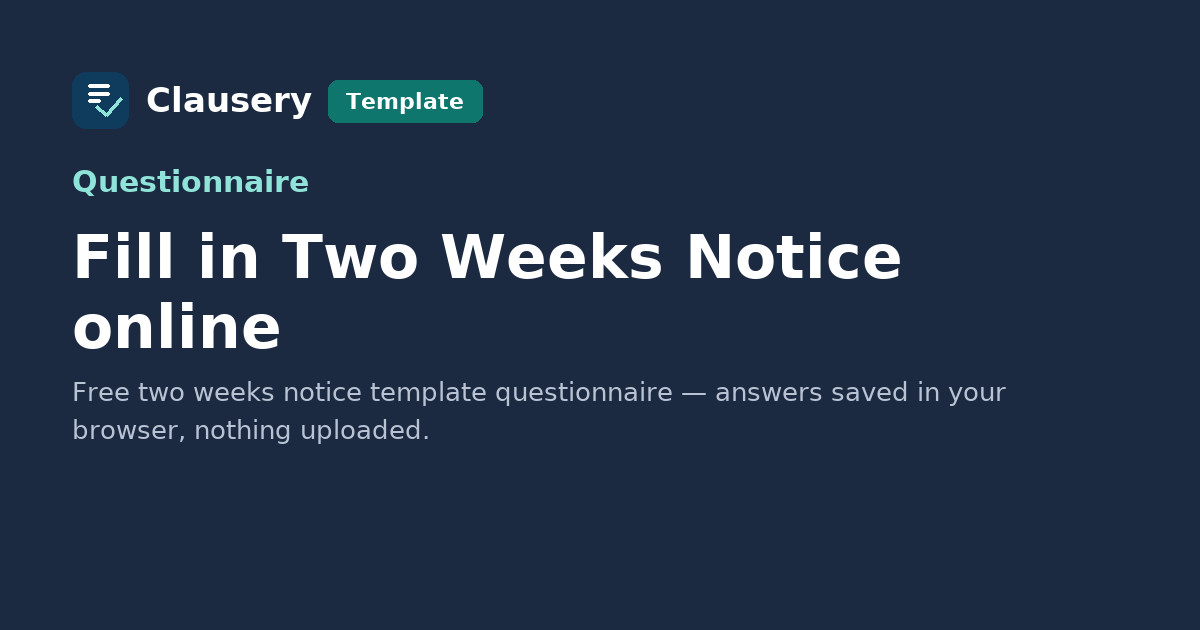 Clausery Template
Questionnaire
Fill in Two Weeks Notice
online
Free two weeks notice template questionnaire — answers saved in your
browser, nothing uploaded.